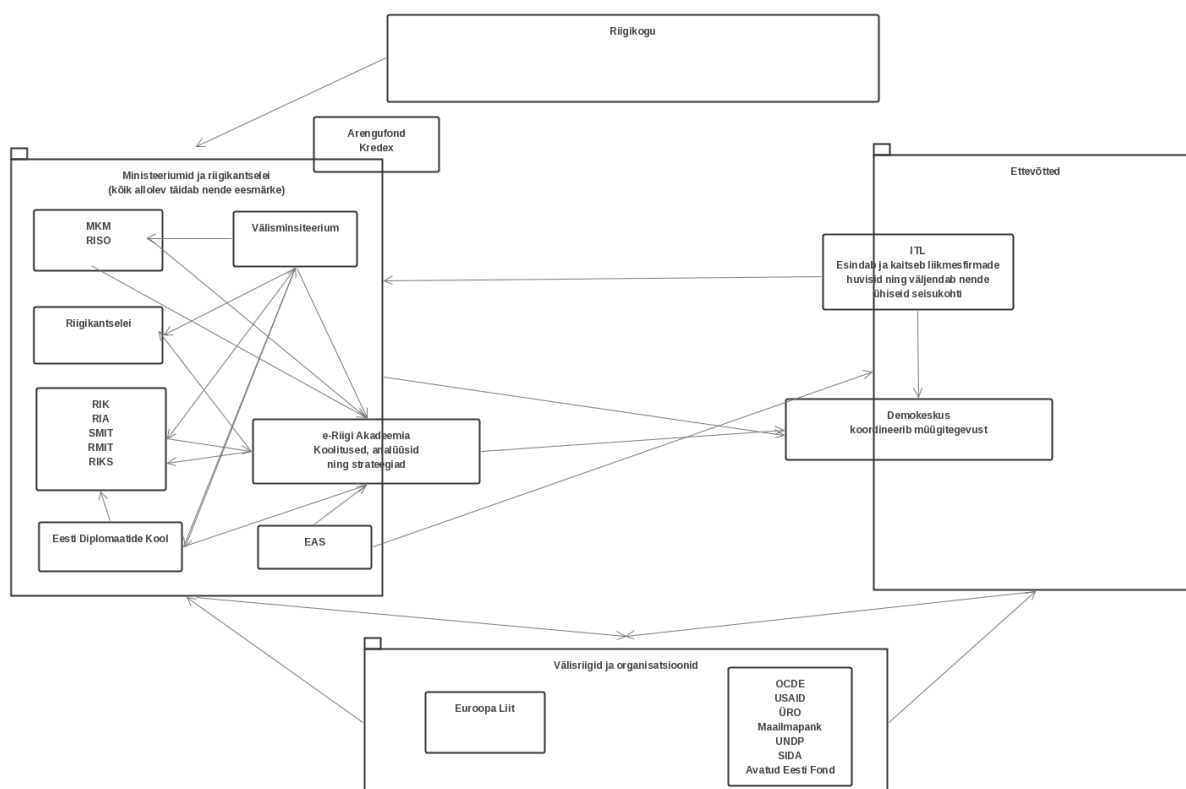 Riigikogu
Arengufond
Kredex
Ministeeriumid ja riigikantselei
(kõik allolev täidab nende eesmärke)
MKM
RISO
Välisminsiteerium
Riigikantselei
RIK
RIA
SMIT
RMIT
RIKS
e-Riigi Akadeemia
Koolitused, analüüsid
ning strateegiad
Eesti Diplomaatide Kool
EAS
Ettevõtted
ITL
Esindab ja kaitseb liikmesfirmade
huvisid ning väljendab nende
ühiseid seisukohti
Demokeskus
koordineerib müügitegevust
Välisriigid ja organisatsioonid
Euroopa Liit
OCDE
USAID
ÜRO
Maailmapank
UNDP
SIDA
Avatud Eesti Fond